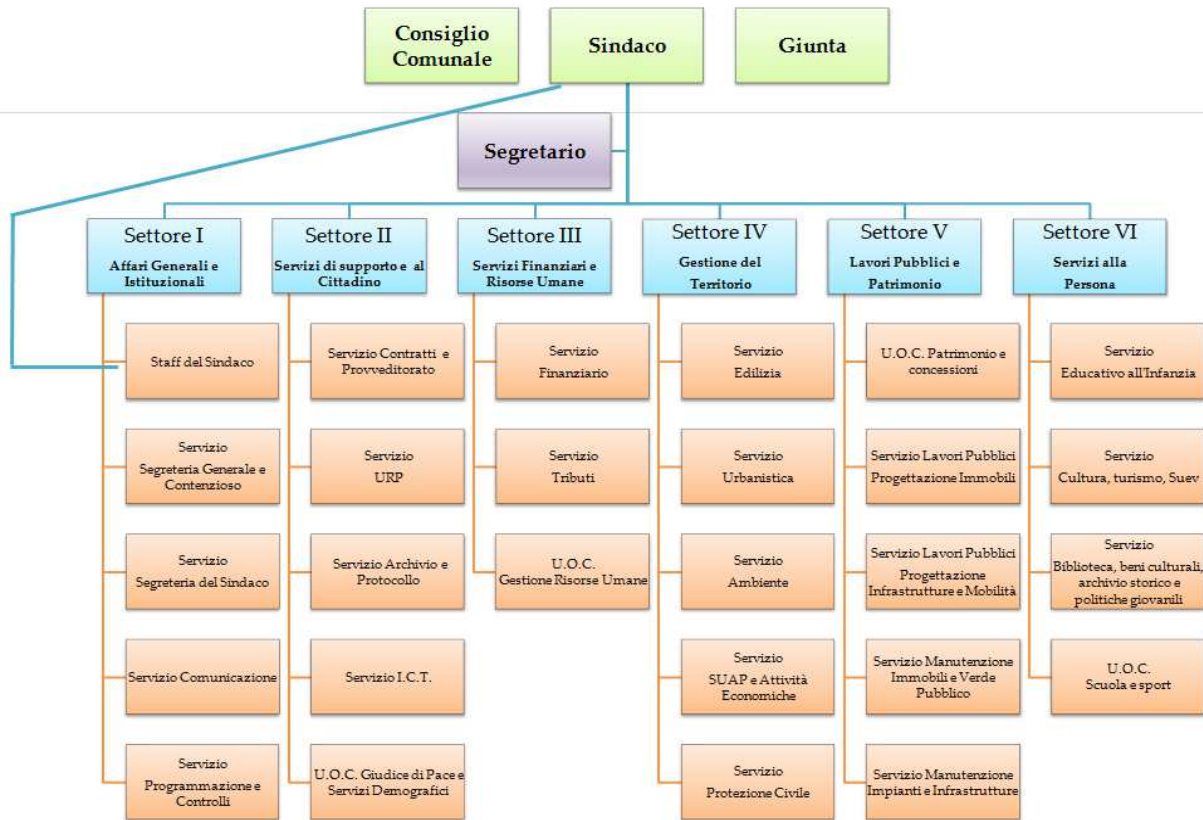 Consiglio
Comunale
Sindaco
Giunta
Segretario
Settore I
Affari Generali e
Istituzionali
Settore II
Servizi di supporto e al
Cittadino
Settore III
Servizi Finanziari e
Risorse Umane
Settore IV
Gestione del
Territorio
Settore V
Lavori Pubblici e
Patrimonio
Settore VI
Servizi alla
Persona
Staff del Sindaco
Servizio
Segreteria Generale e
Contenzioso
Servizio
Segreteria del Sindaco
Servizio Comunicazione
Servizio
Programmazione e
Controlli
Servizio Contratti e
Provveditorato
Servizio
URP
Servizio Archivio e
Protocollo
Servizio I.C.T.
U.O.C. Giudice di Pace e
Servizi Demografici
Servizio
Finanziario
Servizio
Tributi
U.O.C.
Gestione Risorse Umane
Servizio
Edilizia
Servizio
Urbanistica
Servizio
Ambiente
Servizio
SUAP e Attività
Economiche
Servizio
Protezione Civile
U.O.C. Patrimonio e
concessioni
Servizio Lavori Pubblici
Progettazione Immobili
Servizio Lavori Pubblici
Progettazione
Infrastrutture e Mobilità
Servizio Manutenzione
Immobili e Verde
Pubblico
Servizio Manutenzione
Impianti e Infrastrutture
Servizio
Educativo all'Infanzia
Servizio
Cultura, turismo, Suev
Servizio
Biblioteca, beni culturali,
archivio storico e
politiche giovanili
U.O.C.
Scuola e sport